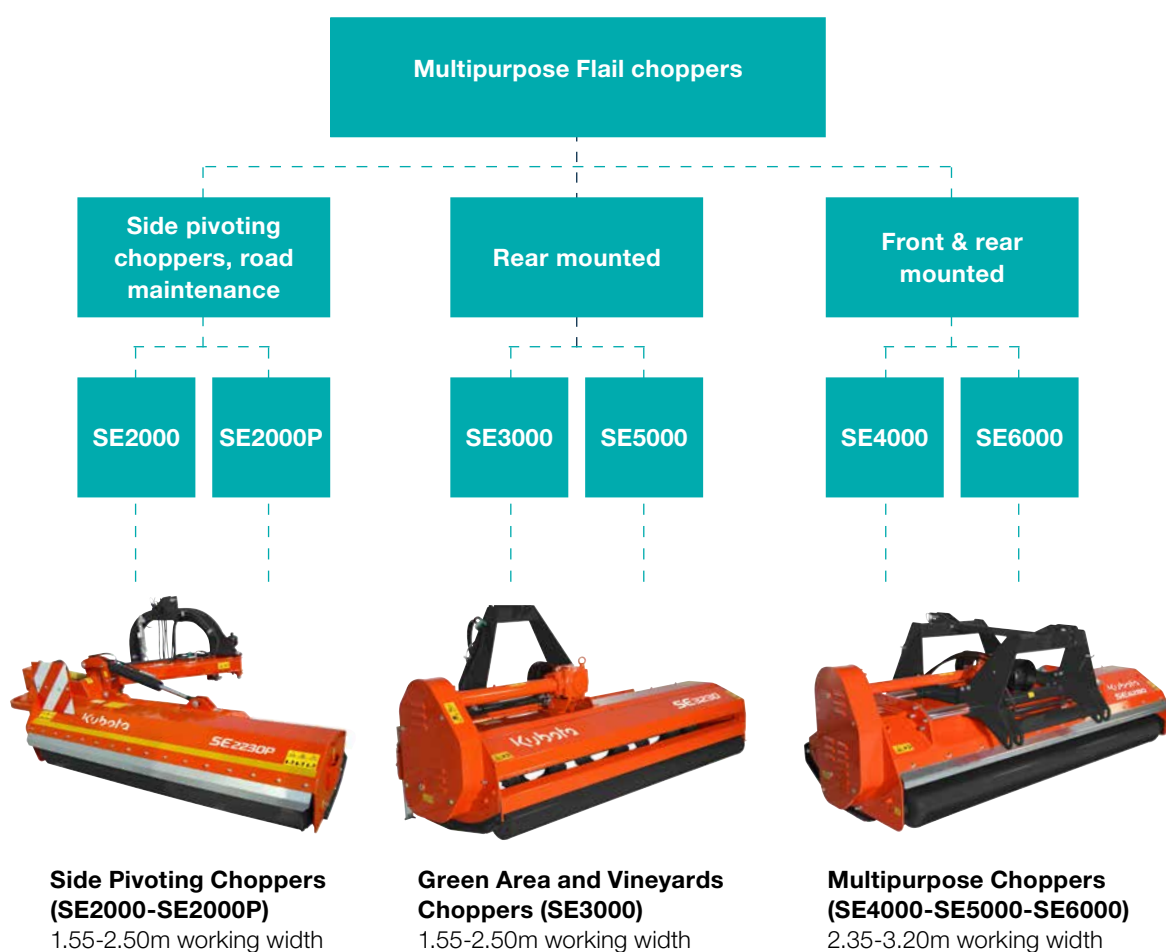 Multipurpose Flail choppers
Side pivoting
choppers, road
maintenance
Rear mounted
Front & rear
mounted
SE2000
SE2000P
SE3000
SE5000
SE4000
SE6000
Kubota
SE2230P
Kubota
SE3230
Kubota
Side Pivoting Choppers
(SE2000-SE2000P)
1.55-2.50m working width
Green Area and Vineyards
Choppers (SE3000)
1.55-2.50m working width
Multipurpose Choppers
(SE4000-SE5000-SE6000)
2.35-3.20m working width